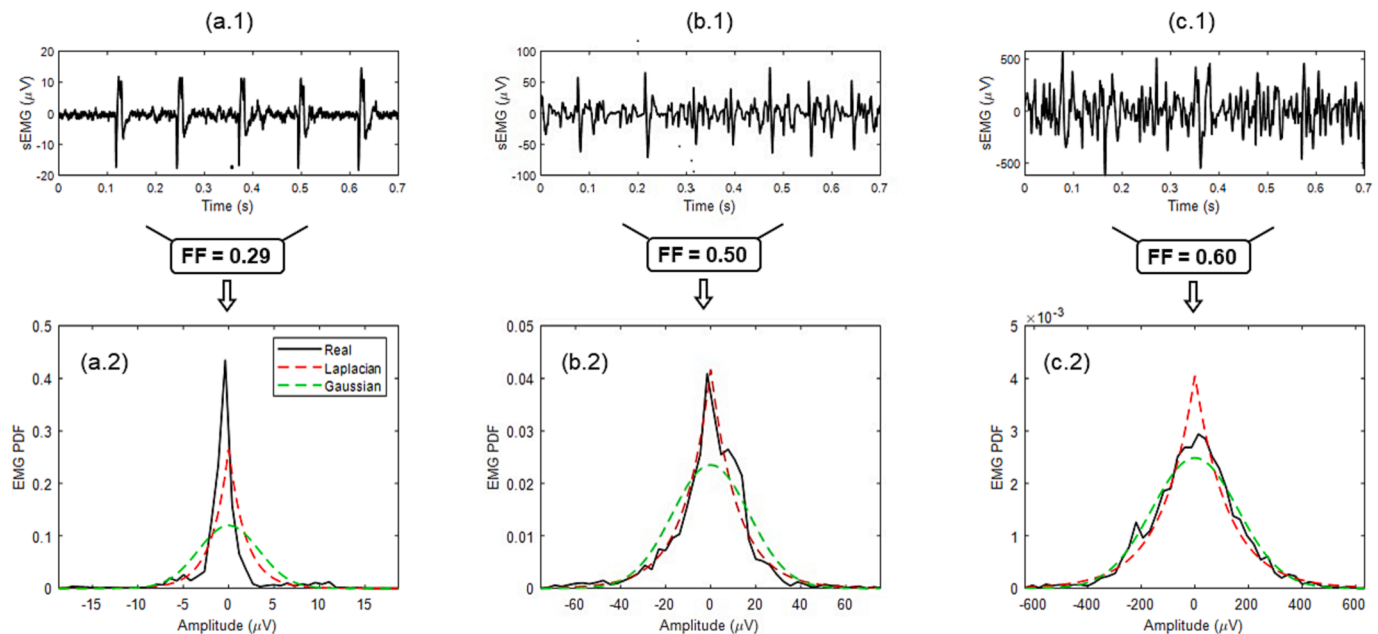 (a.1)
(b.1)
(c.1)
20
10
0
-10
-20
sEMG (μV)
0 0.1 0.2 0.3 0.4 0.5 0.6 0.7
Time (s)
100
50
0
-50
-100
sEMG (μV)
0 0.1 0.2 0.3 0.4 0.5 0.6 0.7
Time (s)
500
0
-500
sEMG (μV)
0 0.1 0.2 0.3 0.4 0.5 0.6 0.7
Time (s)
FF = 0.29
FF = 0.50
FF = 0.60
(a.2)
0.5
0.4
0.3
0.2
0.1
0
EMG PDF
Real
Laplacian
Gaussian
-15 -10 -5 0 5 10 15
Amplitude (μV)
(b.2)
0.05
0.04
0.03
0.02
0.01
0
EMG PDF
-60 -40 -20 0 20 40 60
Amplitude (μV)
×10⁻³
(c.2)
5
4
3
2
1
0
EMG PDF
-600 -400 -200 0 200 400 600
Amplitude (μV)